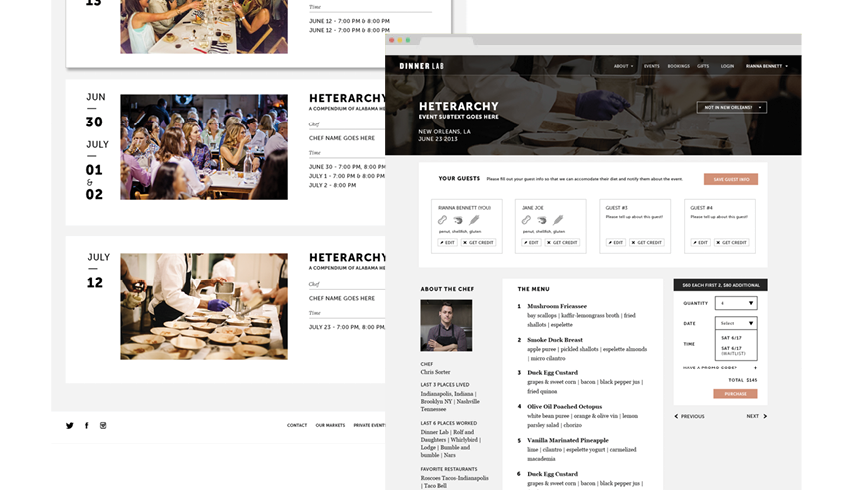 13
Time
JUNE 12 - 7:00 PM & 8:00 PM
JUNE 12 - 7:00 PM & 8:00 PM
JUN
—
30
JULY
—
01
&
02
HETERARCHY
A COMPENDIUM OF ALABAMA HE
Chef
CHEF NAME GOES HERE
Time
JUNE 30 - 7:00 PM, 8:00 PM
JULY 1 - 7:00 PM & 8:00 PM
JULY 2 - 8:00 PM
JULY
—
12
HETERARCHY
A COMPENDIUM OF ALABAMA HE
Chef
CHEF NAME GOES HERE
Time
JULY 23 - 7:00 PM, 8:00 PM
CONTACT OUR MARKETS PRIVATE EVENTS
DINNER LAB
ABOUT EVENTS BOOKINGS GIFTS LOGIN RIANNA BENNETT
HETERARCHY
EVENT SUBTEXT GOES HERE
NOT IN NEW ORLEANS?
NEW ORLEANS, LA
JUNE 23 2013
YOUR GUESTS Please fill out your guest info so that we can accomodate their diet and notify them about the event.
SAVE GUEST INFO
RIANNA BENNETT (YOU)
penut, shellfish, gluten
EDIT GET CREDIT
JANE JOE
penut, shellfish, gluten
EDIT GET CREDIT
GUEST #3
Please tell up about this guest!
EDIT GET CREDIT
GUEST #4
Please tell up about this guest!
EDIT GET CREDIT
ABOUT THE CHEF
CHEF
Chris Sorter
LAST 3 PLACES LIVED
Indianapolis, Indiana |
Brooklyn NY | Nashville
Tennessee
LAST 6 PLACES WORKED
Dinner Lab | Rolf and
Daughters | Whirlybird |
Lodge | Bumble and
bumble | Nars
FAVORITE RESTAURANTS
Roscoes Tacos-Indianapolis
| Taco Bell
THE MENU
1 Mushroom Fricassee
bay scallops | kaffir-lemongrass broth | fried
shallots | espelette
2 Smoke Duck Breast
apple puree | pickled shallots | espelette almonds
| micro cilantro
3 Duck Egg Custard
grapes & sweet corn | bacon | black pepper jus |
fried quinoa
4 Olive Oil Poached Octopus
white bean puree | orange & olive vin | lemon
parsley salad | chorizo
5 Vanilla Marinated Pineapple
lime | cilantro | espelette yogurt | carmelized
macademia
6 Duck Egg Custard
grapes & sweet corn | bacon | black pepper jus |
$60 EACH FIRST 2, $80 ADDITIONAL
QUANTITY 4
DATE Select
SAT 6/17
TIME
SAT 6/17
(WAITLIST)
HAVE A PROMO CODE? +
TOTAL $145
PURCHASE
PREVIOUS NEXT